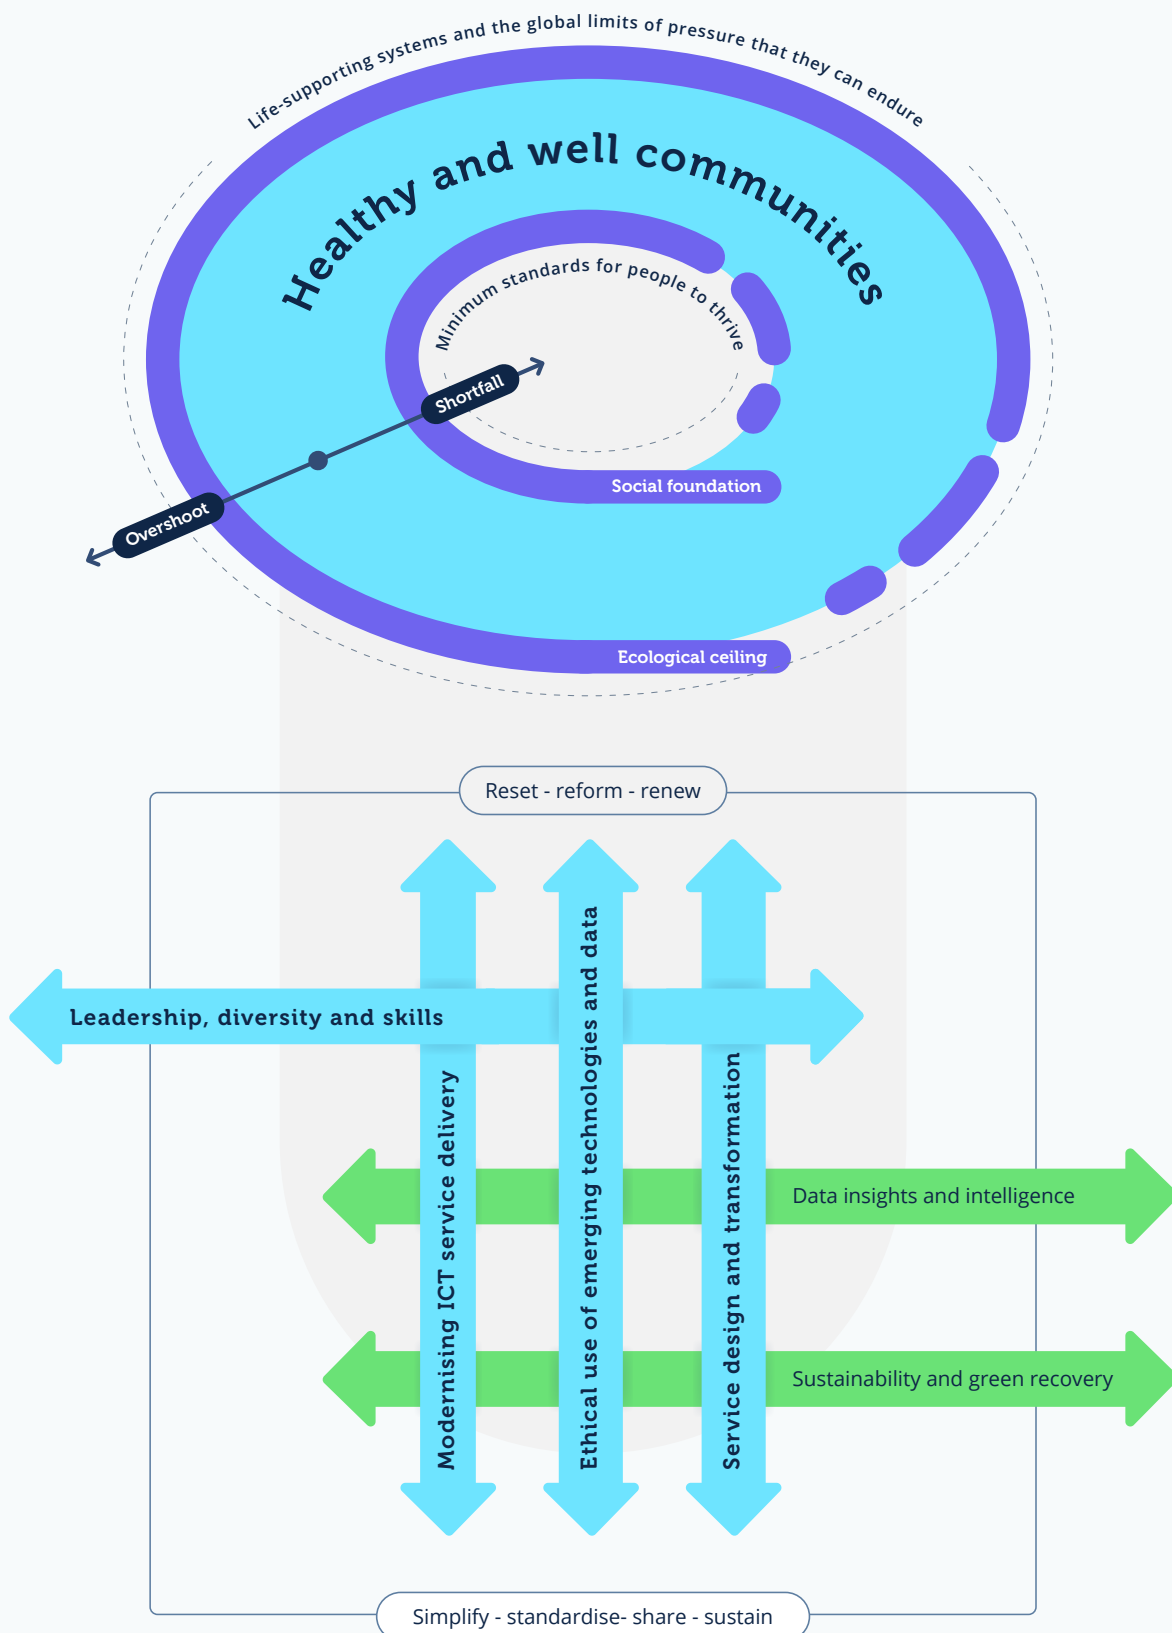 Life-supporting systems and the global limits of pressure that they can endure
Healthy and well communities
Minimum standards for people to thrive
Shortfall
Social foundation
Overshoot
Ecological ceiling
Reset - reform - renew
Leadership, diversity and skills
Modernising ICT service delivery
Ethical use of emerging technologies and data
Service design and transformation
Data insights and intelligence
Sustainability and green recovery
Simplify - standardise- share - sustain